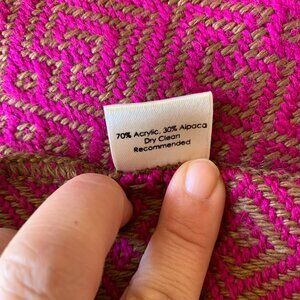 70% Acrylic, 30% Alpaca
Dry Clean
Recommended